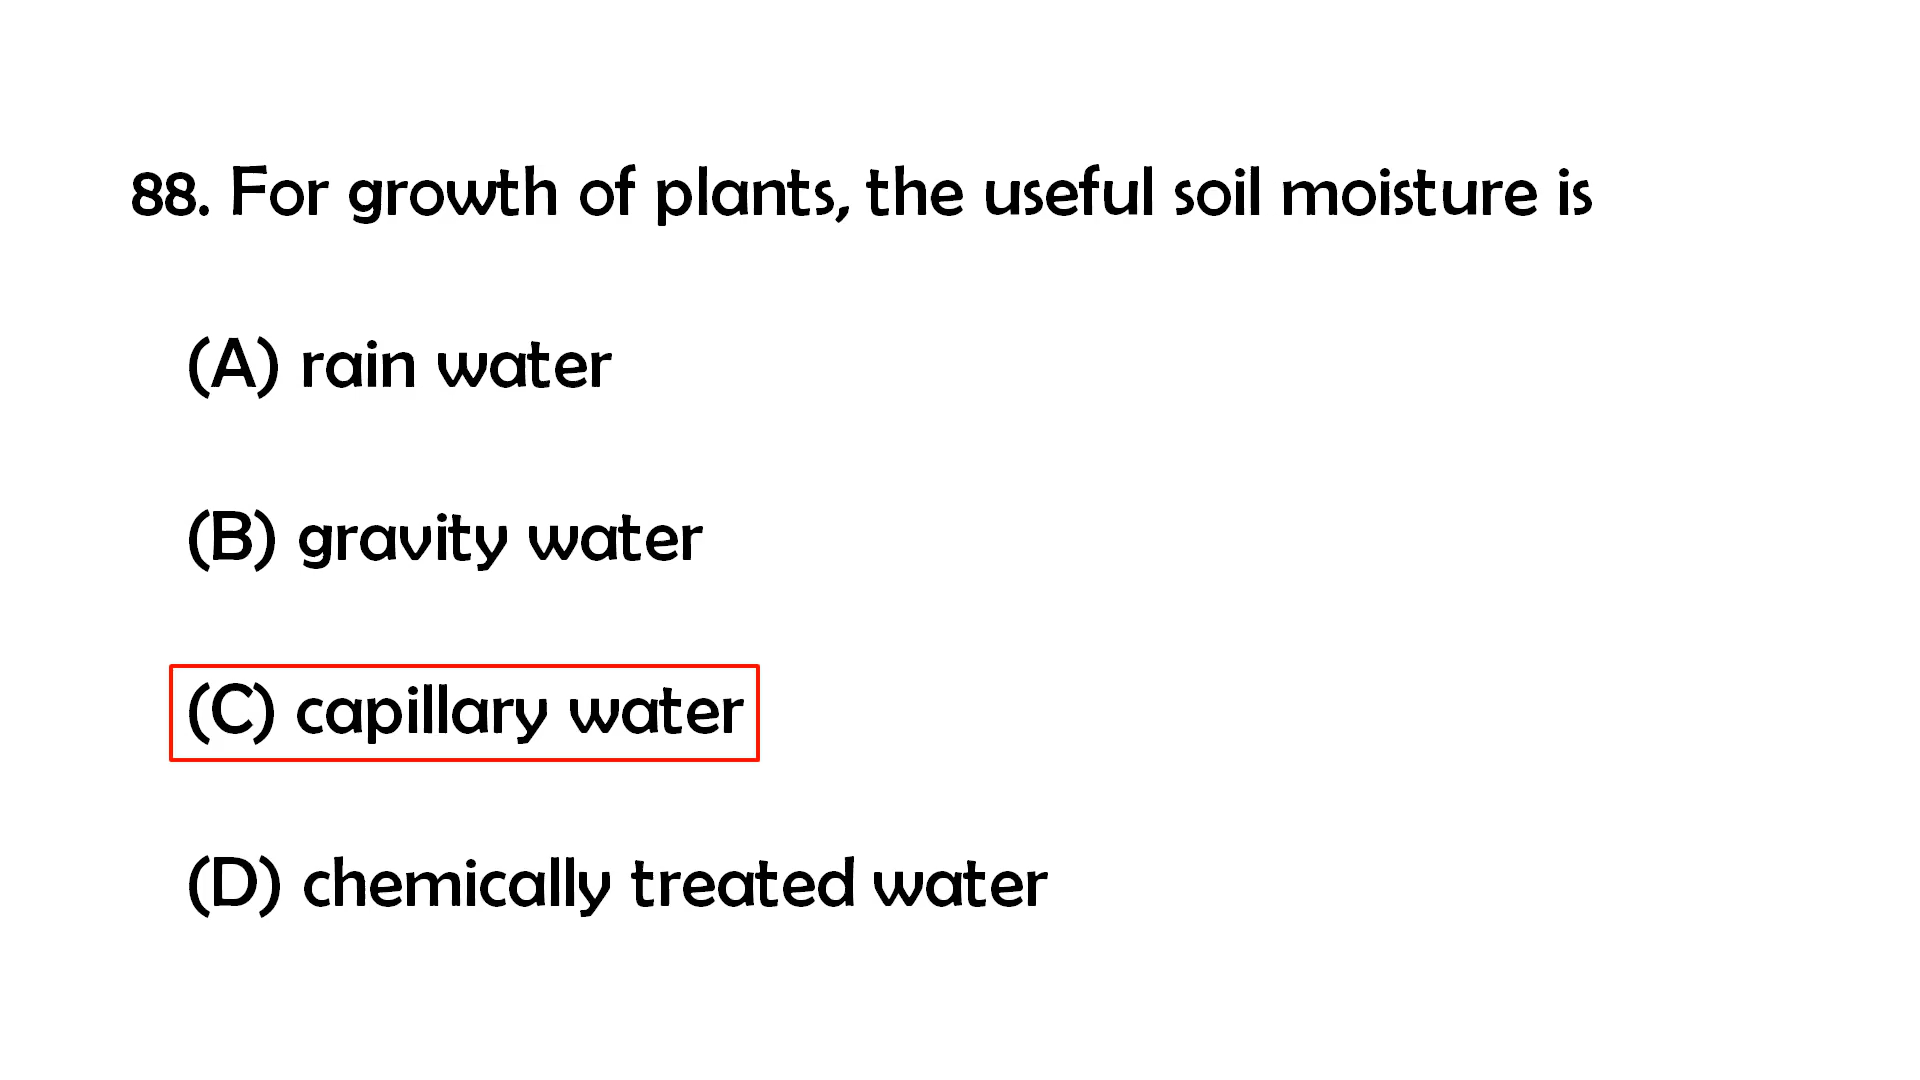 88. For growth of plants, the useful soil moisture is
(A) rain water
(B) gravity water
(C) capillary water
(D) chemically treated water